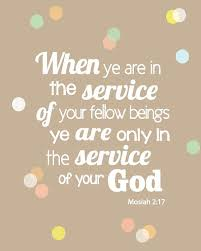 When ye are in
the service
of your fellow beings
ye are only in
the service
of your God
Mosiah 2:17